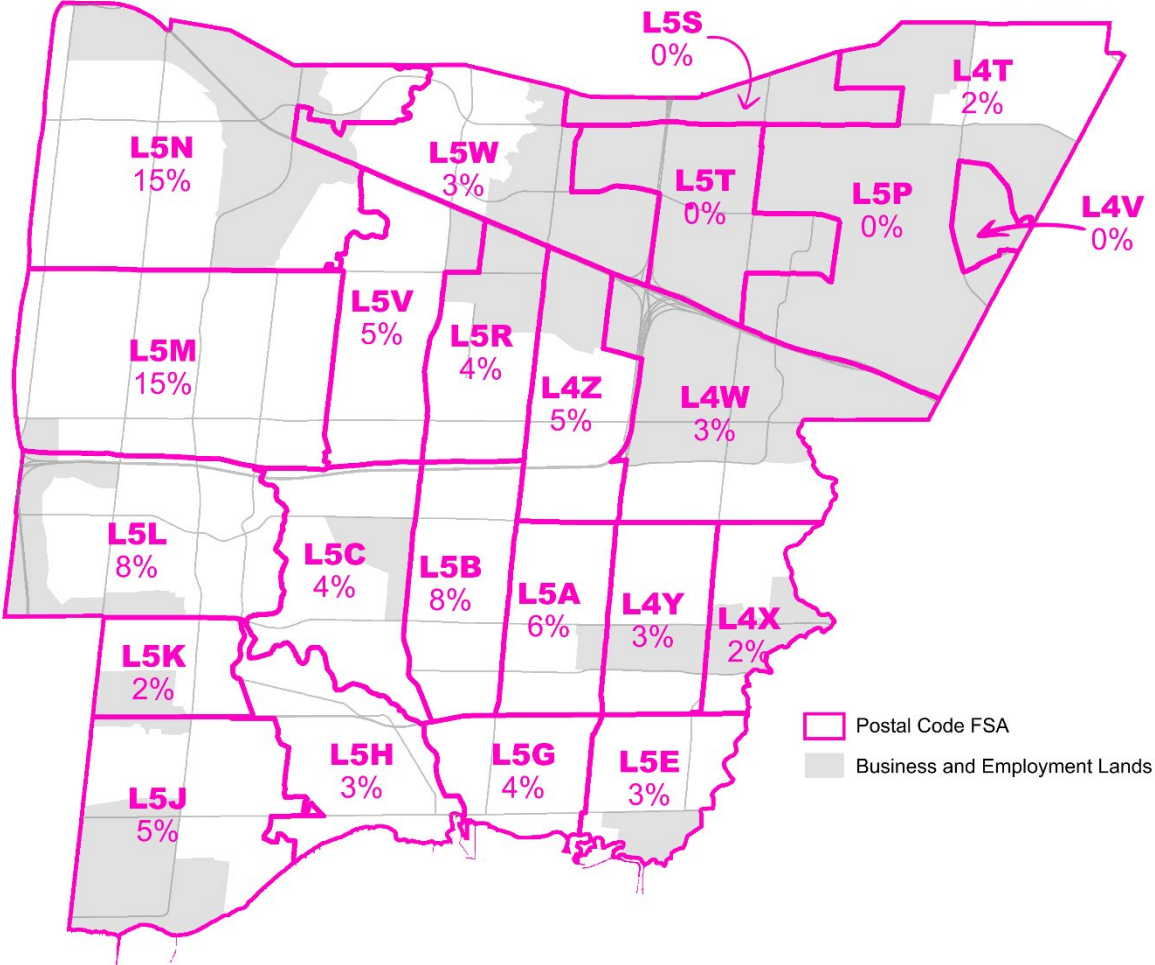 L5S
0%
L4T
2%
L5N
15%
L5W
3%
L5T
0%
L5P
0%
L4V
0%
L5V
5%
L5R
4%
L5M
15%
L4Z
5%
L4W
3%
L5L
8%
L5C
4%
L5B
8%
L5A
6%
L4Y
3%
L4X
2%
L5K
2%
Postal Code FSA
Business and Employment Lands
L5H
3%
L5G
4%
L5E
3%
L5J
5%